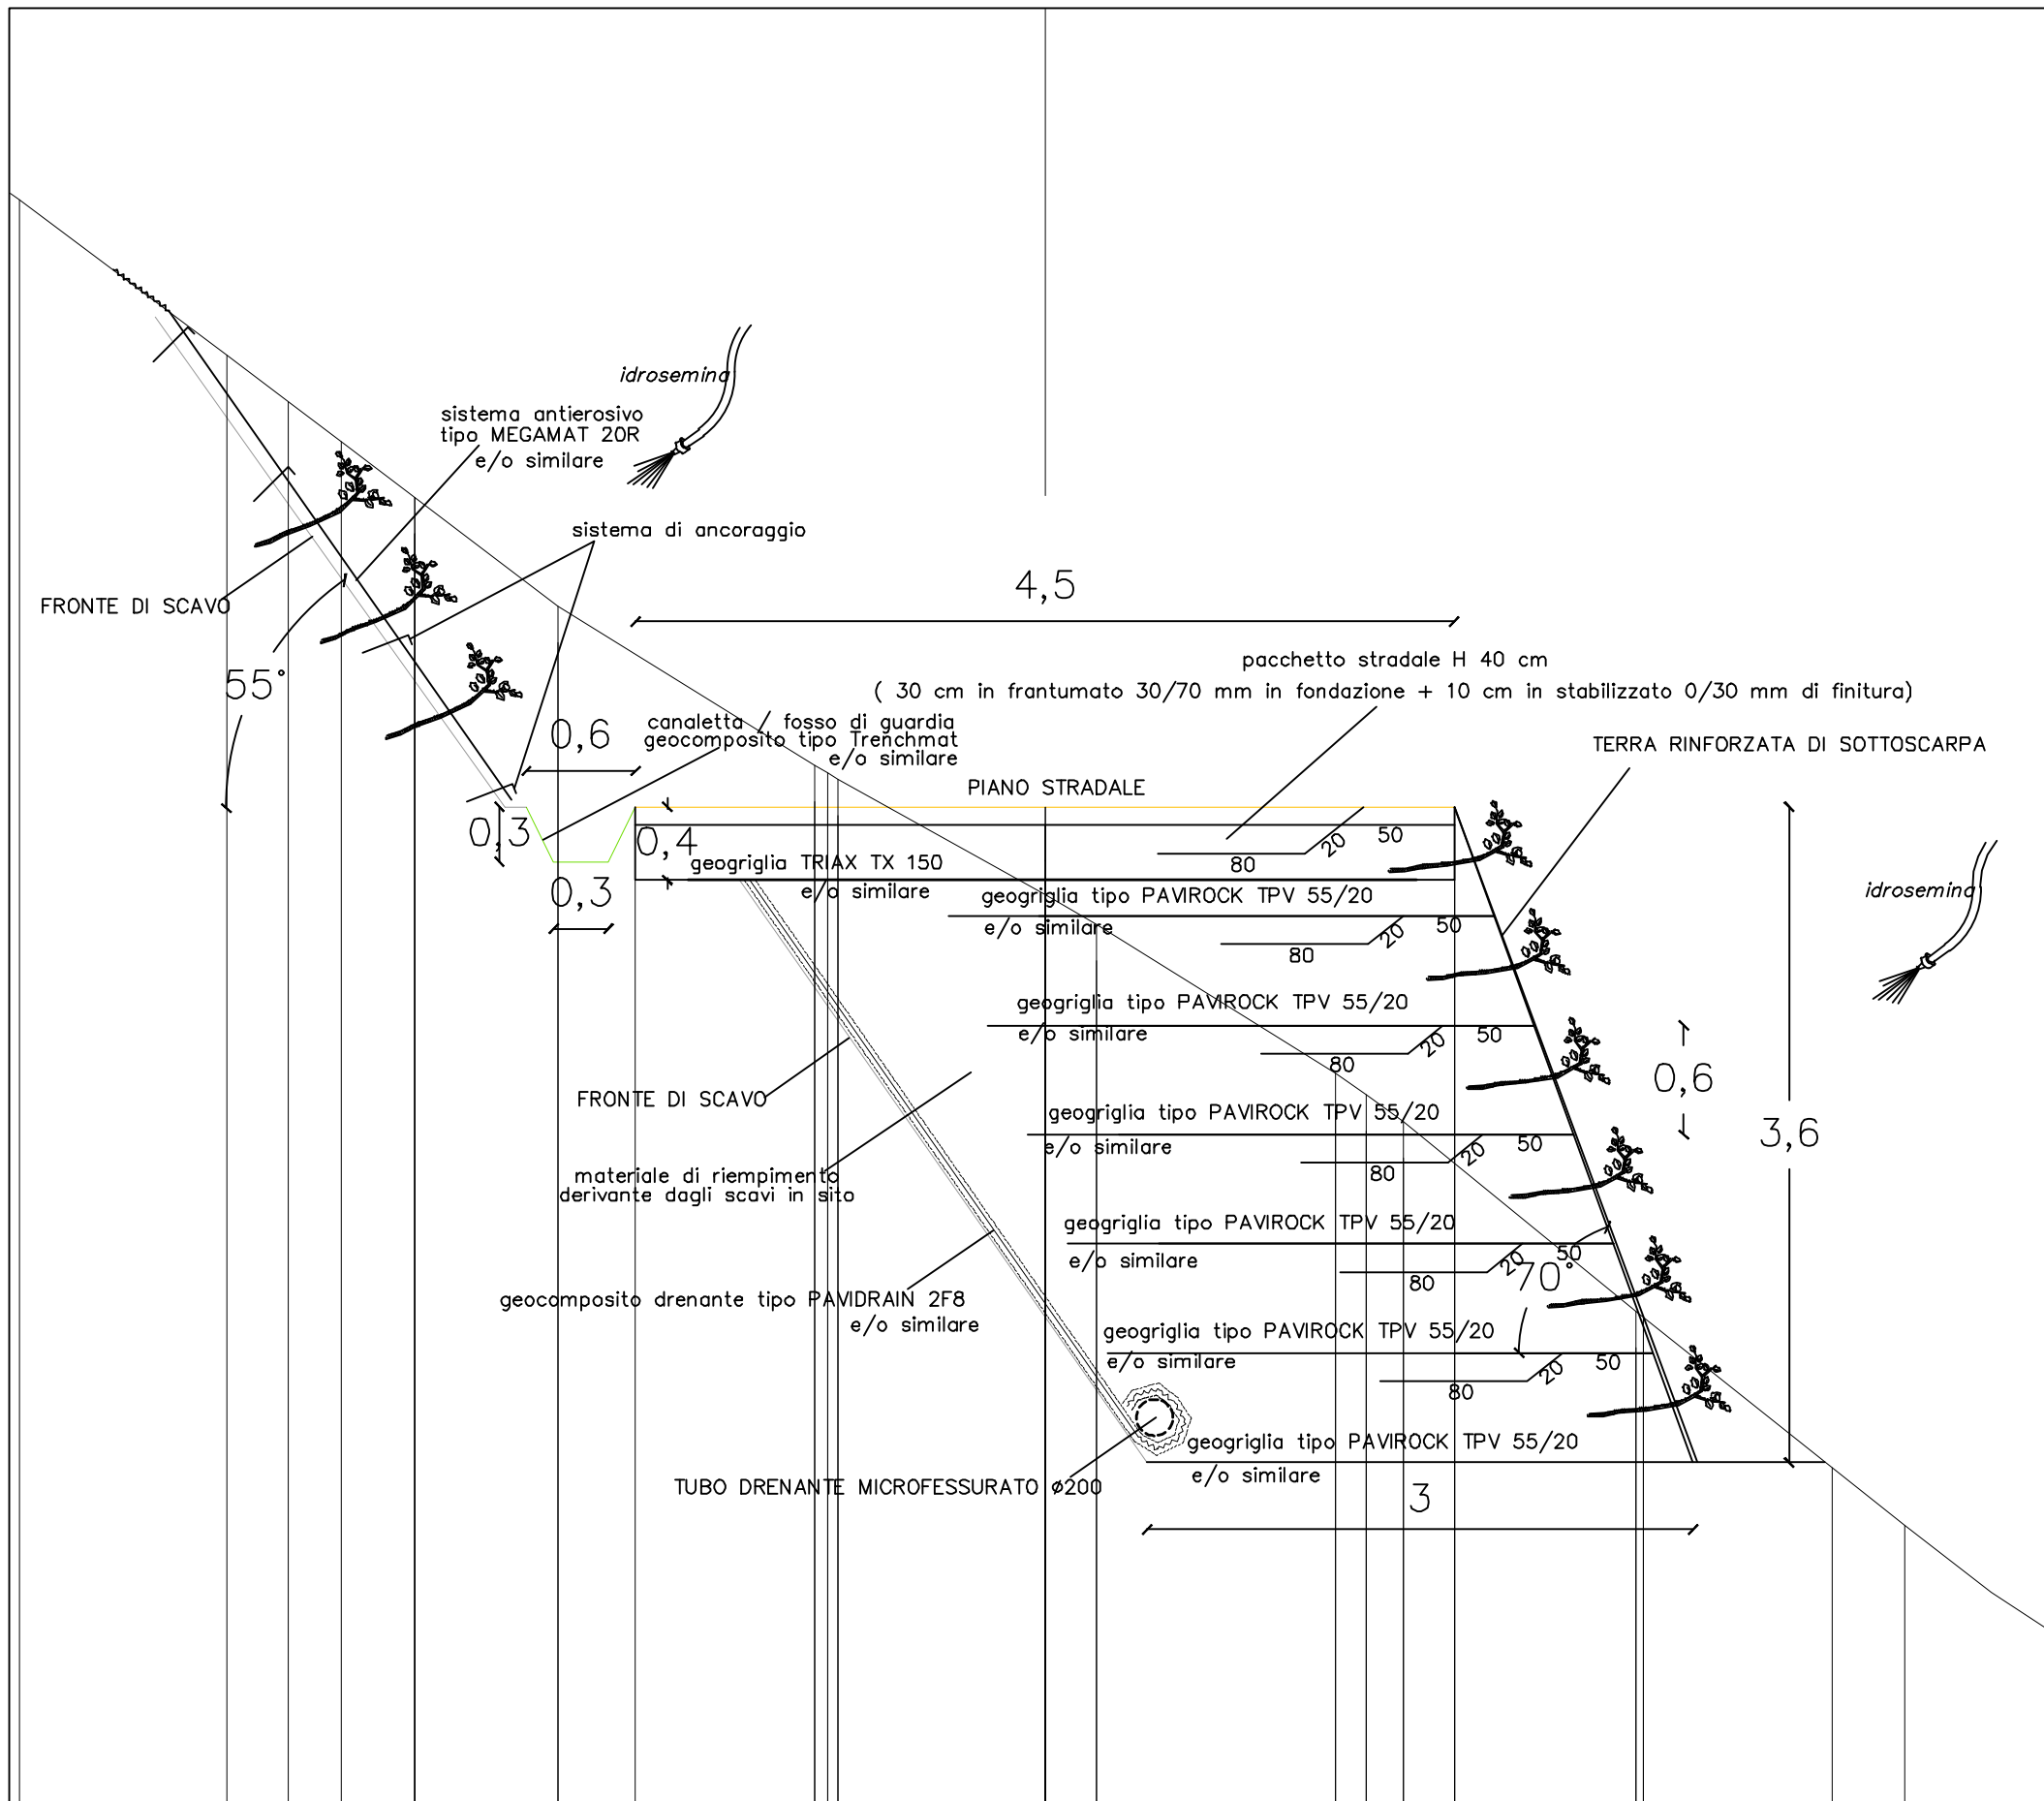 idrosemina
sistema antierosivo
tipo MEGAMAT 20R
e/o similare
sistema di ancoraggio
FRONTE DI SCAVO
4,5
55°
pacchetto stradale H 40 cm
( 30 cm in frantumato 30/70 mm in fondazione + 10 cm in stabilizzato 0/30 mm di finitura)
0,6
canaletta / fosso di guardia
geocomposito tipo Trenchmat
e/o similare
TERRA RINFORZATA DI SOTTOSCARPA
PIANO STRADALE
0,3
0,4
0,3
geogriglia TRIAX TX 150
e/o similare
80
20
50
idrosemina
geogriglia tipo PAVIROCK TPV 55/20
e/o similare
80
20
50
geogriglia tipo PAVIROCK TPV 55/20
e/o similare
80
20
50
0,6
3,6
FRONTE DI SCAVO
geogriglia tipo PAVIROCK TPV 55/20
e/o similare
80
20
50
materiale di riempimento
derivante dagli scavi in sito
geogriglia tipo PAVIROCK TPV 55/20
e/o similare
80
20
50
70°
geocomposito drenante tipo PAVIDRAIN 2F8
e/o similare
geogriglia tipo PAVIROCK TPV 55/20
e/o similare
80
20
50
geogriglia tipo PAVIROCK TPV 55/20
e/o similare
TUBO DRENANTE MICROFESSURATO ø200
3